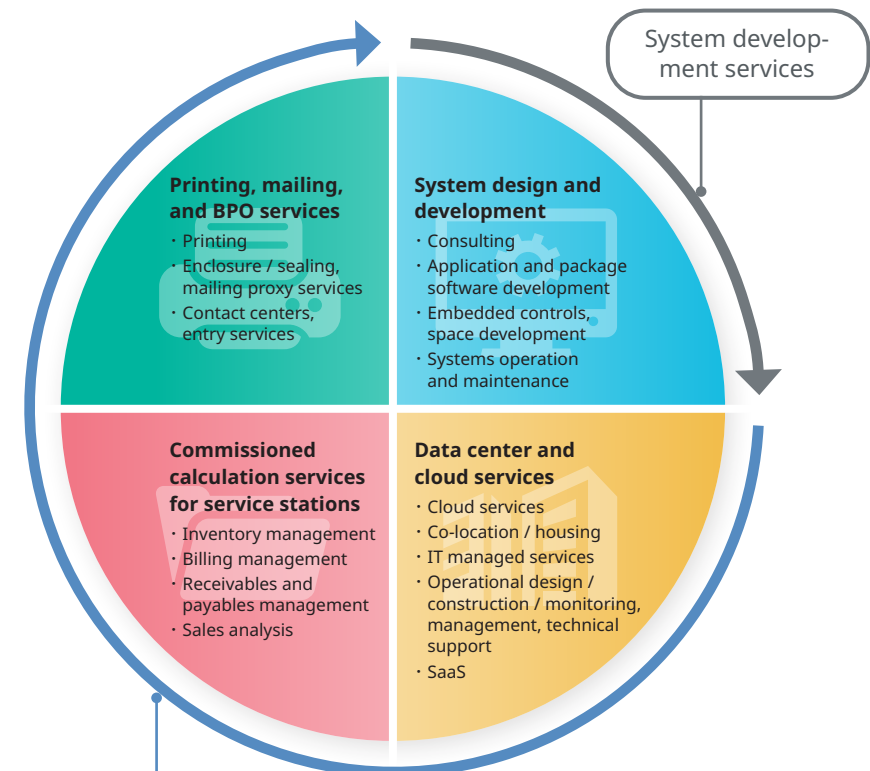 System develop-
ment services
Printing, mailing,
and BPO services
・Printing
・Enclosure / sealing,
mailing proxy services
・Contact centers,
entry services
System design and
development
・Consulting
・Application and package
software development
・Embedded controls,
space development
・Systems operation
and maintenance
Commissioned
calculation services
for service stations
・Inventory management
・Billing management
・Receivables and
payables management
・Sales analysis
Data center and
cloud services
・Cloud services
・Co-location / housing
・IT managed services
・Operational design /
construction / monitoring,
management, technical
support
・SaaS